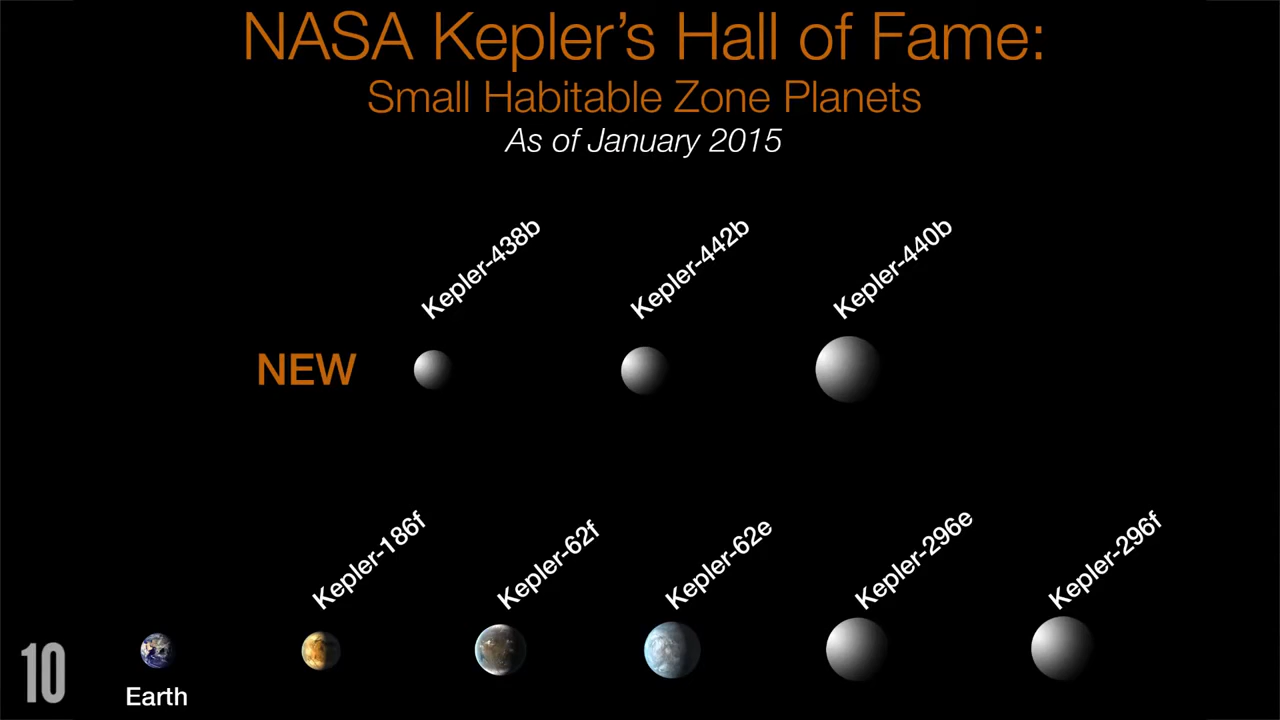 NASA Kepler's Hall of Fame:
Small Habitable Zone Planets
As of January 2015
Kepler-438b
Kepler-442b
Kepler-440b
NEW
Kepler-186f
Kepler-62f
Kepler-62e
Kepler-296e
Kepler-296f
10
Earth